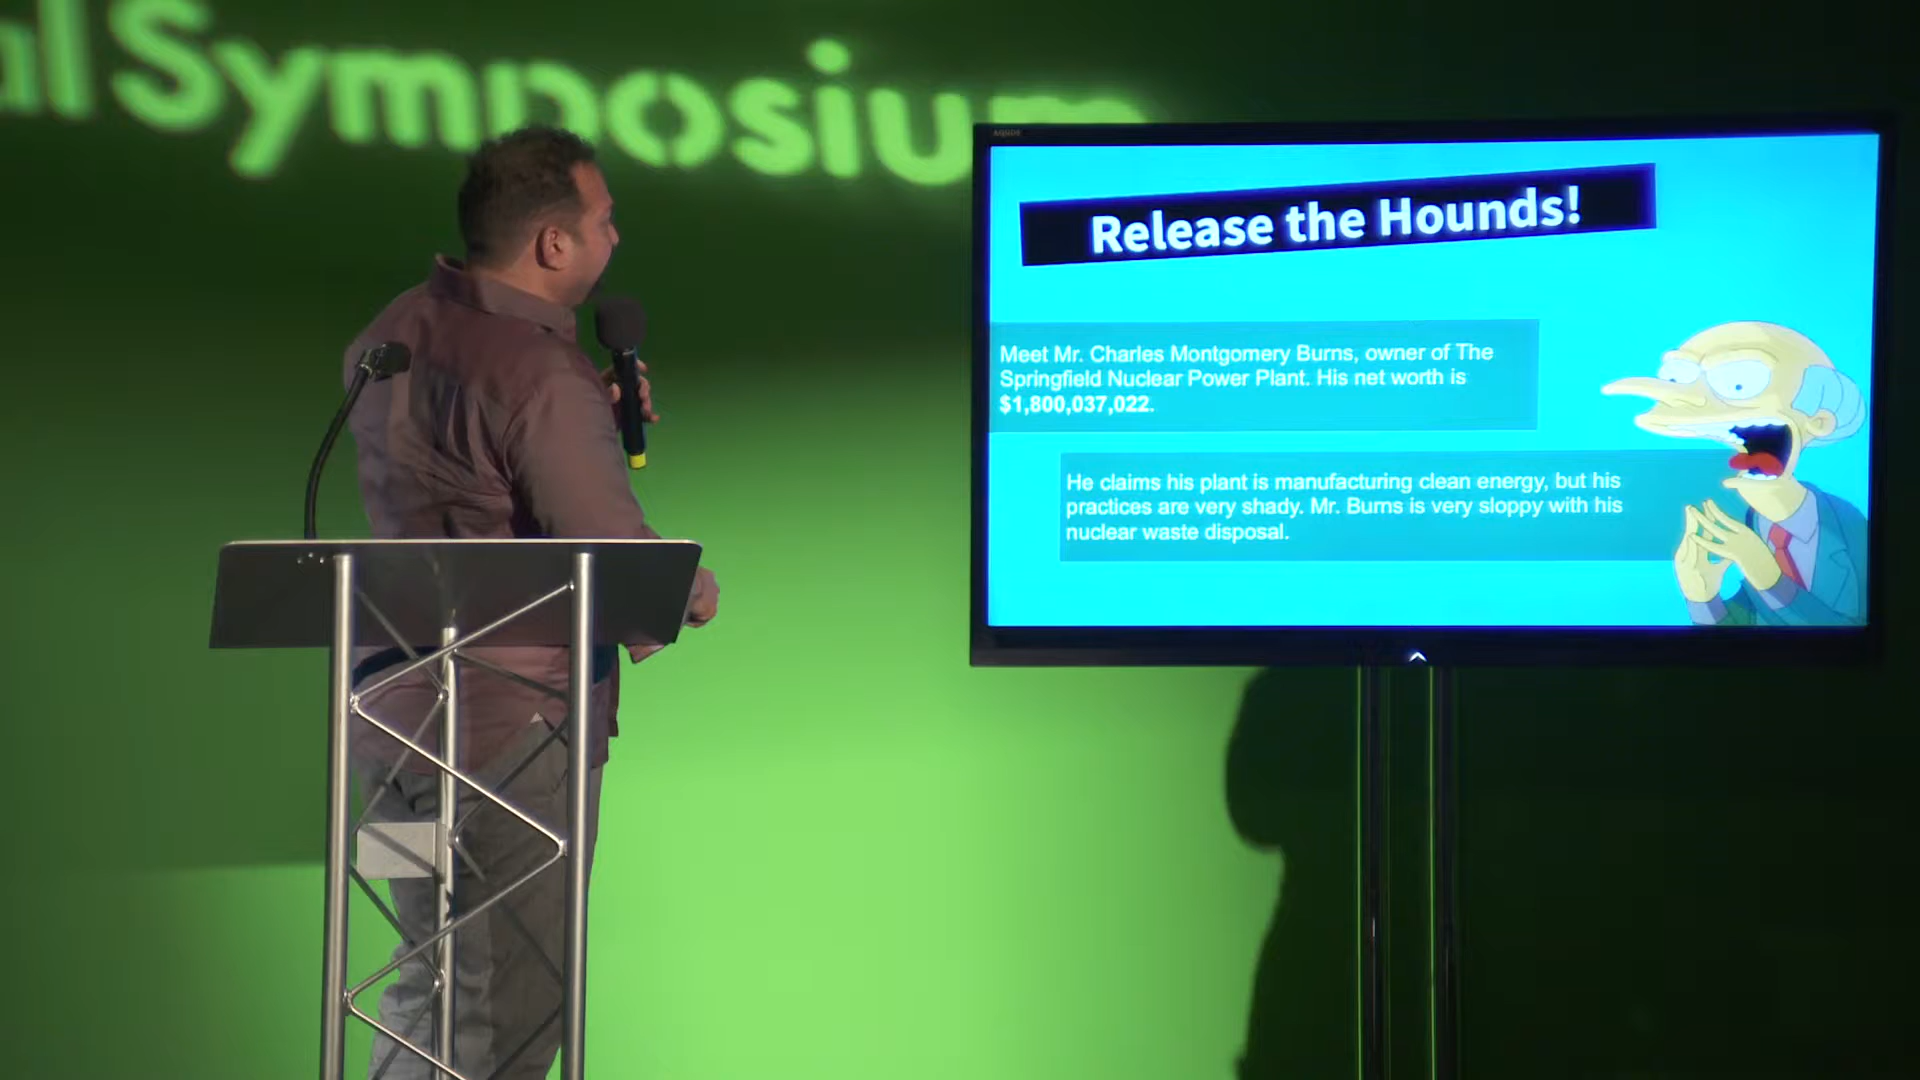 al Symposium
Release the Hounds!
Meet Mr. Charles Montgomery Burns, owner of The
Springfield Nuclear Power Plant. His net worth is
$1,800,037,022.
He claims his plant is manufacturing clean energy, but his
practices are very shady. Mr. Burns is very sloppy with his
nuclear waste disposal.